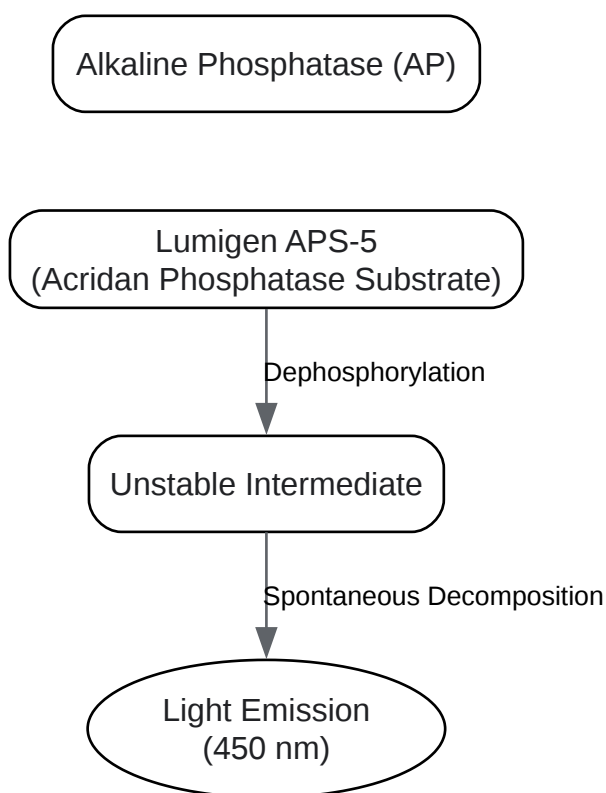 Alkaline Phosphatase (AP)
Lumigen APS-5
(Acridan Phosphatase Substrate)
Dephosphorylation
Unstable Intermediate
Spontaneous Decomposition
Light Emission
(450 nm)